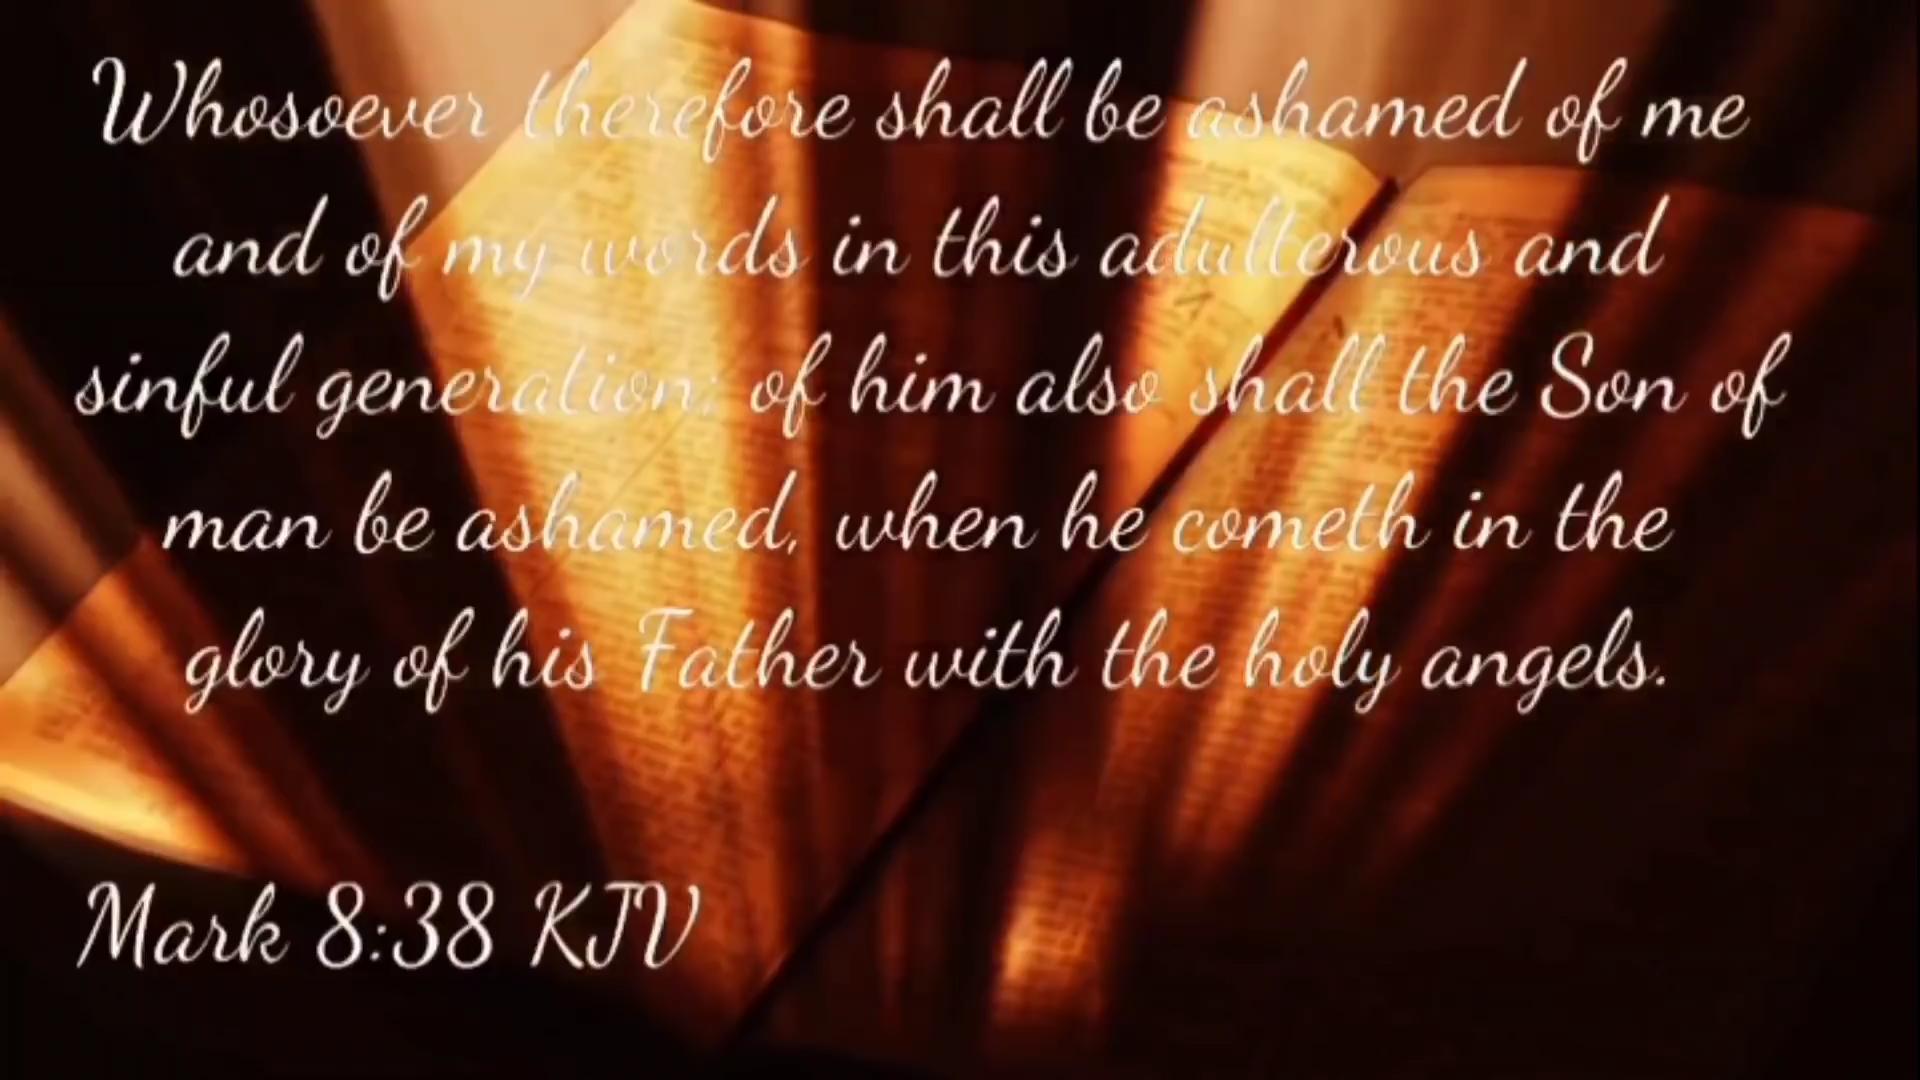 Whosoever therefore shall be ashamed of me
and of my words in this adulterous and
sinful generation; of him also shall the Son of
man be ashamed, when he cometh in the
glory of his Father with the holy angels.
Mark 8:38 KJV